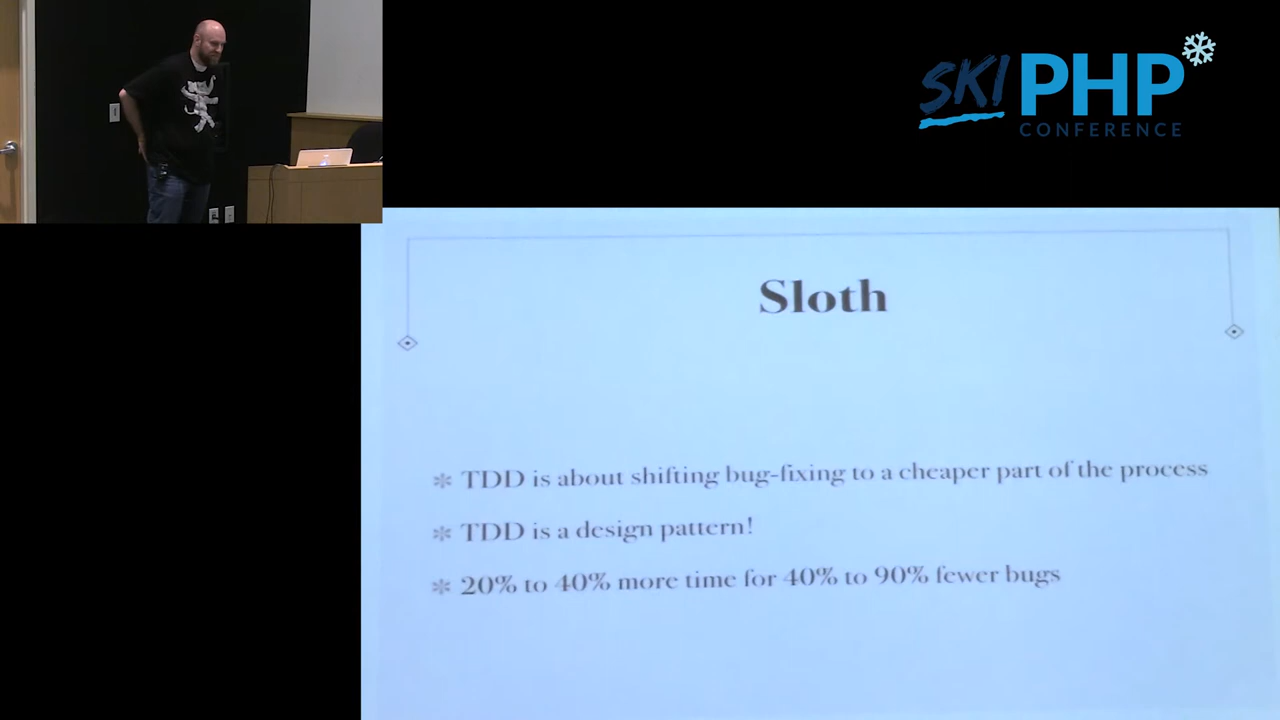 SKI PHP
CONFERENCE
Sloth
TDD is about shifting bug-fixing to a cheaper part of the process
TDD is a design pattern!
20% to 40% more time for 40% to 90% fewer bugs